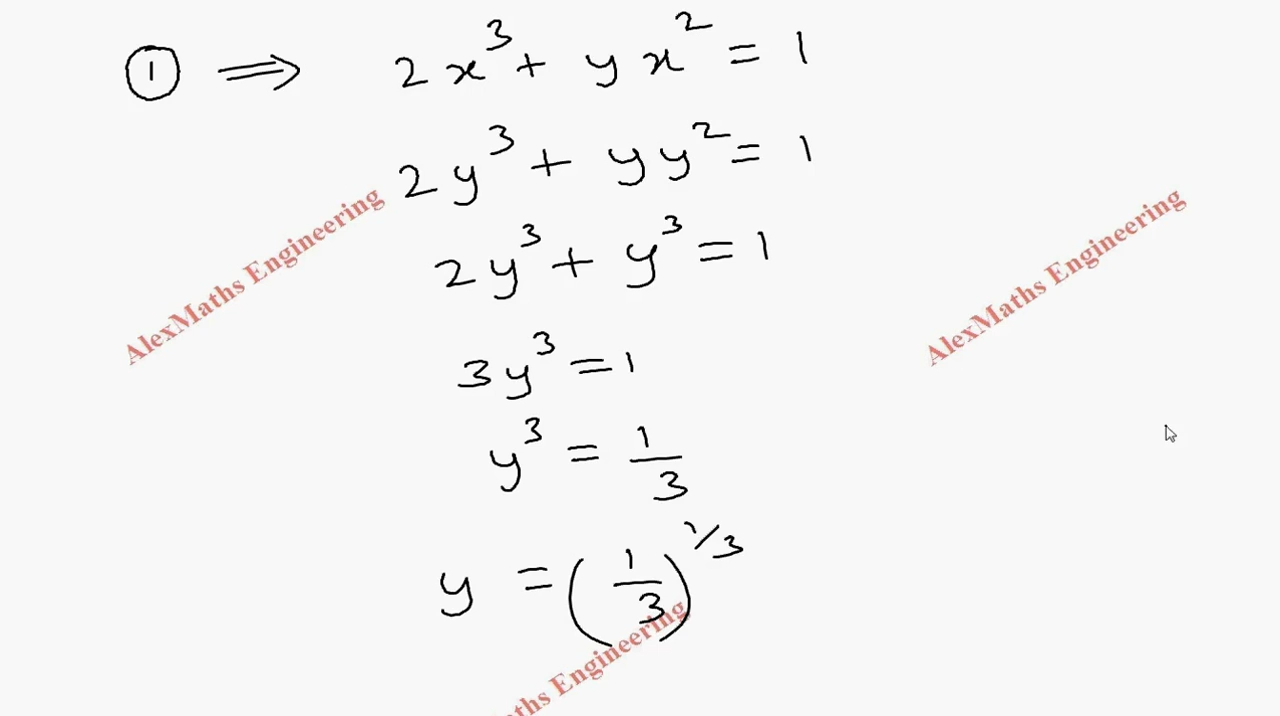 ① ⟹ 2x³ + yx² = 1
2y³ + yy² = 1
2y³ + y³ = 1
3y³ = 1
y³ = 1/3
y = (1/3)^1/3
AlexMaths Engineering
AlexMaths Engineering
Maths Engineering